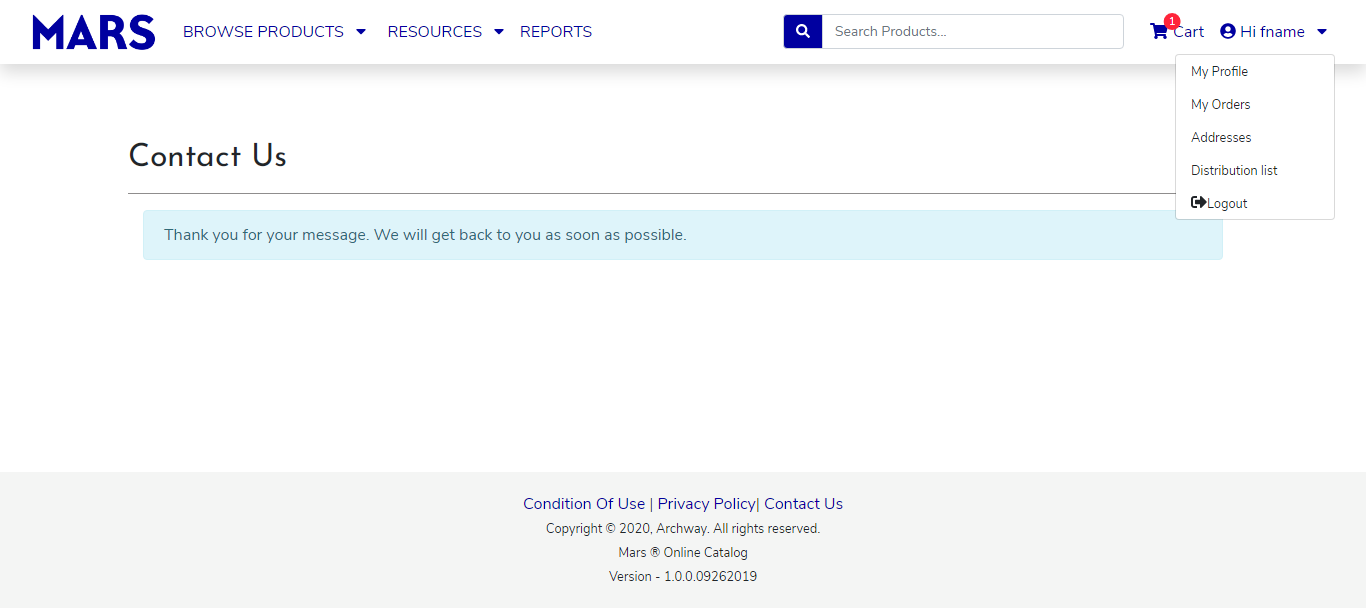 MARS BROWSE PRODUCTS RESOURCES REPORTS Search Products... 1 Cart Hi fname
My Profile
My Orders
Addresses
Distribution list
Logout
Contact Us
Thank you for your message. We will get back to you as soon as possible.
Condition Of Use | Privacy Policy| Contact Us
Copyright © 2020, Archway. All rights reserved.
Mars ® Online Catalog
Version - 1.0.0.09262019